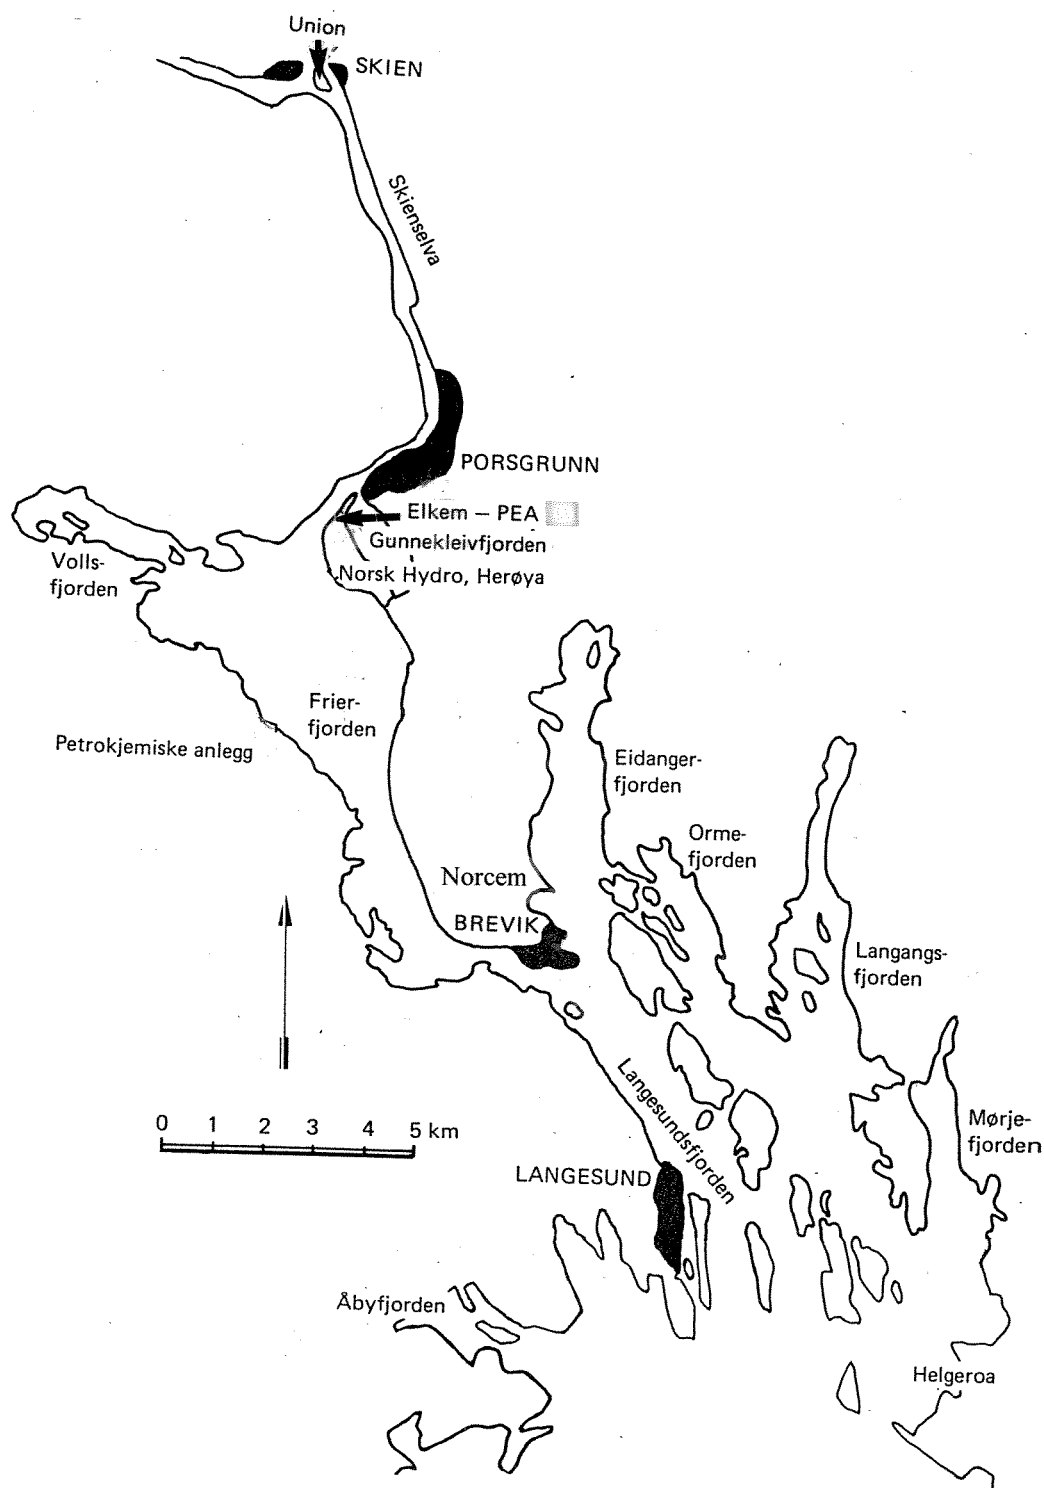 Union
SKIEN
Skienselva
PORSGRUNN
Elkem – PEA
Gunnekleivfjorden
Norsk Hydro, Herøya
Volls-
fjorden
Frier-
fjorden
Petrokjemiske anlegg
Eidanger-
fjorden
Orme-
fjorden
Norcem
BREVIK
Langangs-
fjorden
Langesundsfjorden
0 1 2 3 4 5 km
Mørje-
fjorden
LANGESUND
Åbyfjorden
Helgeroa